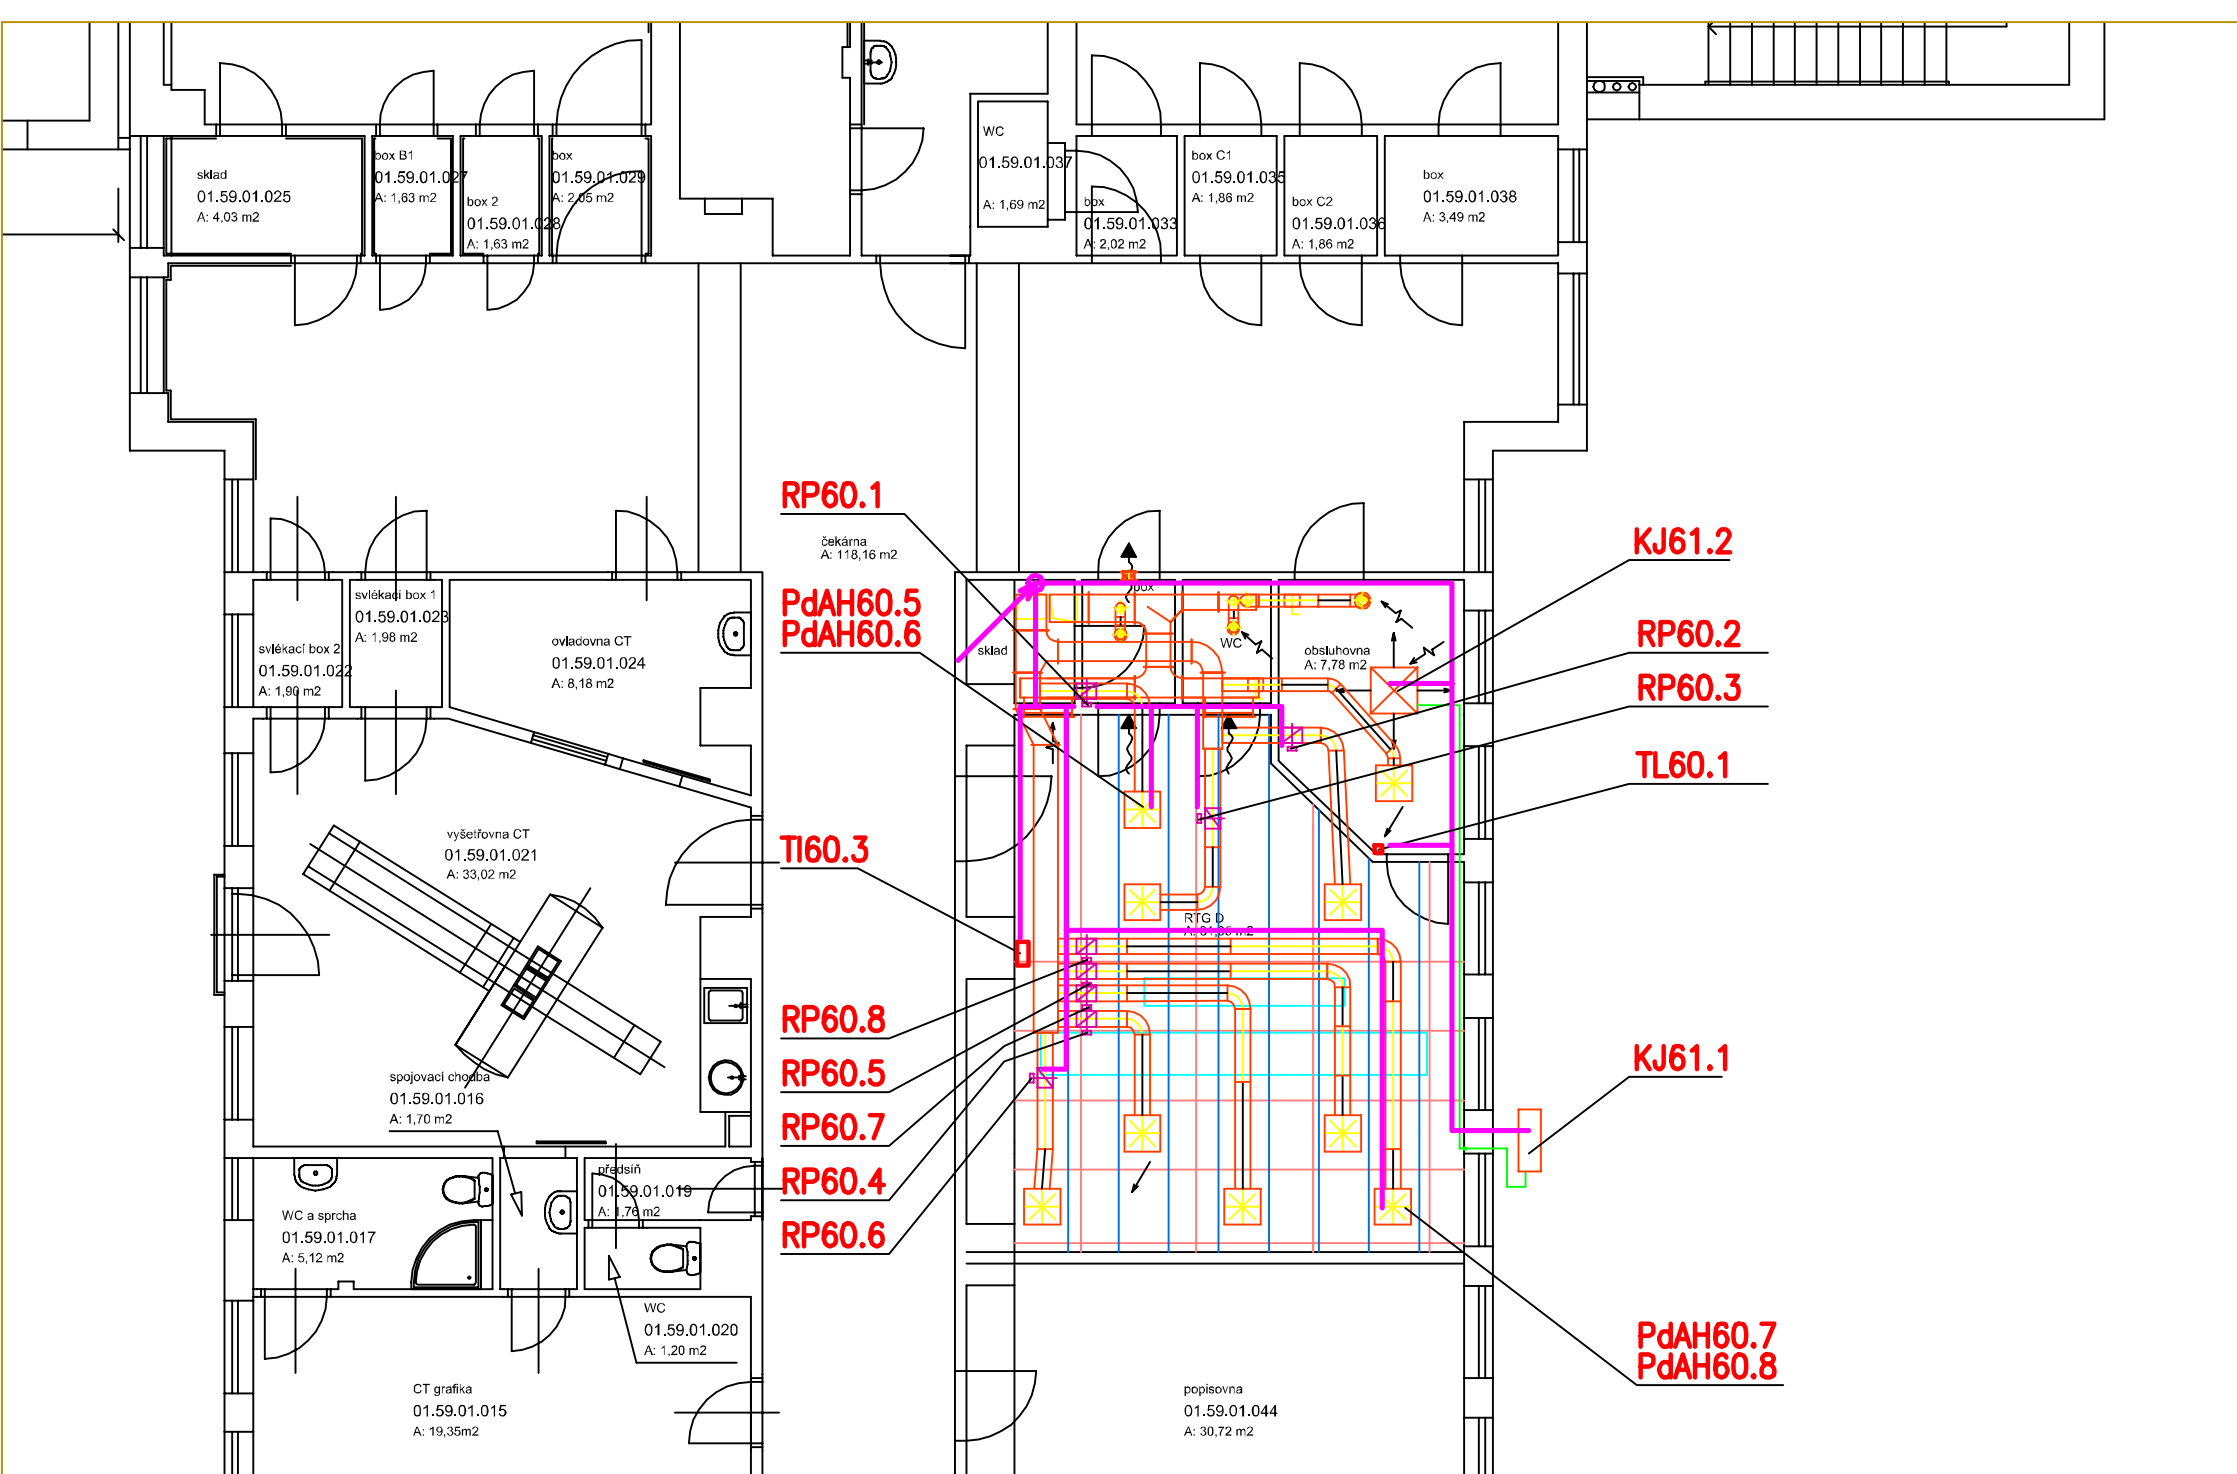 sklad
01.59.01.025
A: 4,03 m2
box B1
01.59.01.027
A: 1,63 m2
box 2
01.59.01.028
A: 1,63 m2
box
01.59.01.029
A: 2,05 m2
WC
01.59.01.037
A: 1,69 m2
box
01.59.01.033
A: 2,02 m2
box C1
01.59.01.035
A: 1,86 m2
box C2
01.59.01.036
A: 1,86 m2
box
01.59.01.038
A: 3,49 m2
RP60.1
čekárna
A: 118,16 m2
PdAH60.5
PdAH60.6
KJ61.2
RP60.2
RP60.3
TL60.1
svlékací box 1
01.59.01.023
A: 1,98 m2
svlékací box 2
01.59.01.022
A: 1,90 m2
ovladovna CT
01.59.01.024
A: 8,18 m2
box
sklad
WC
obsluhovna
A: 7,78 m2
vyšetřovna CT
01.59.01.021
A: 33,02 m2
TI60.3
RTG D
RP60.8
RP60.5
RP60.7
RP60.4
RP60.6
KJ61.1
spojovací chodba
01.59.01.016
A: 1,70 m2
předsíň
01.59.01.019
A: 1,76 m2
WC a sprcha
01.59.01.017
A: 5,12 m2
WC
01.59.01.020
A: 1,20 m2
PdAH60.7
PdAH60.8
CT grafika
01.59.01.015
A: 19,35m2
popisovna
01.59.01.044
A: 30,72 m2